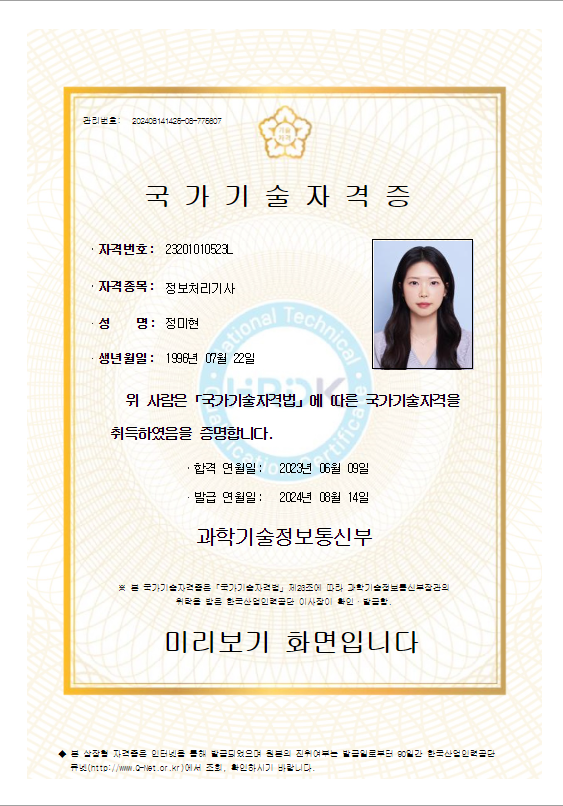 관리번호: 202408141425-08-775607
국가기술자격증
· 자격번호: 23201010523L
· 자격종목: 정보처리기사
· 성 명: 정미현
· 생년월일: 1996년 07월 22일
위 사람은 「국가기술자격법」에 따른 국가기술자격을
취득하였음을 증명합니다.
· 합격 연월일: 2023년 06월 09일
· 발급 연월일: 2024년 08월 14일
과학기술정보통신부
※ 본 국가기술자격증은 「국가기술자격법」 제23조에 따라 과학기술정보통신부장관의
위탁을 받은 한국산업인력공단 이사장이 확인·발급함.
미리보기 화면입니다
◆ 본 상장형 자격증은 인터넷을 통해 발급되었으며 원본의 진위여부는 발급일로부터 90일간 한국산업인력공단
큐넷(http://www.Q-Net.or.kr)에서 조회, 확인하시기 바랍니다.